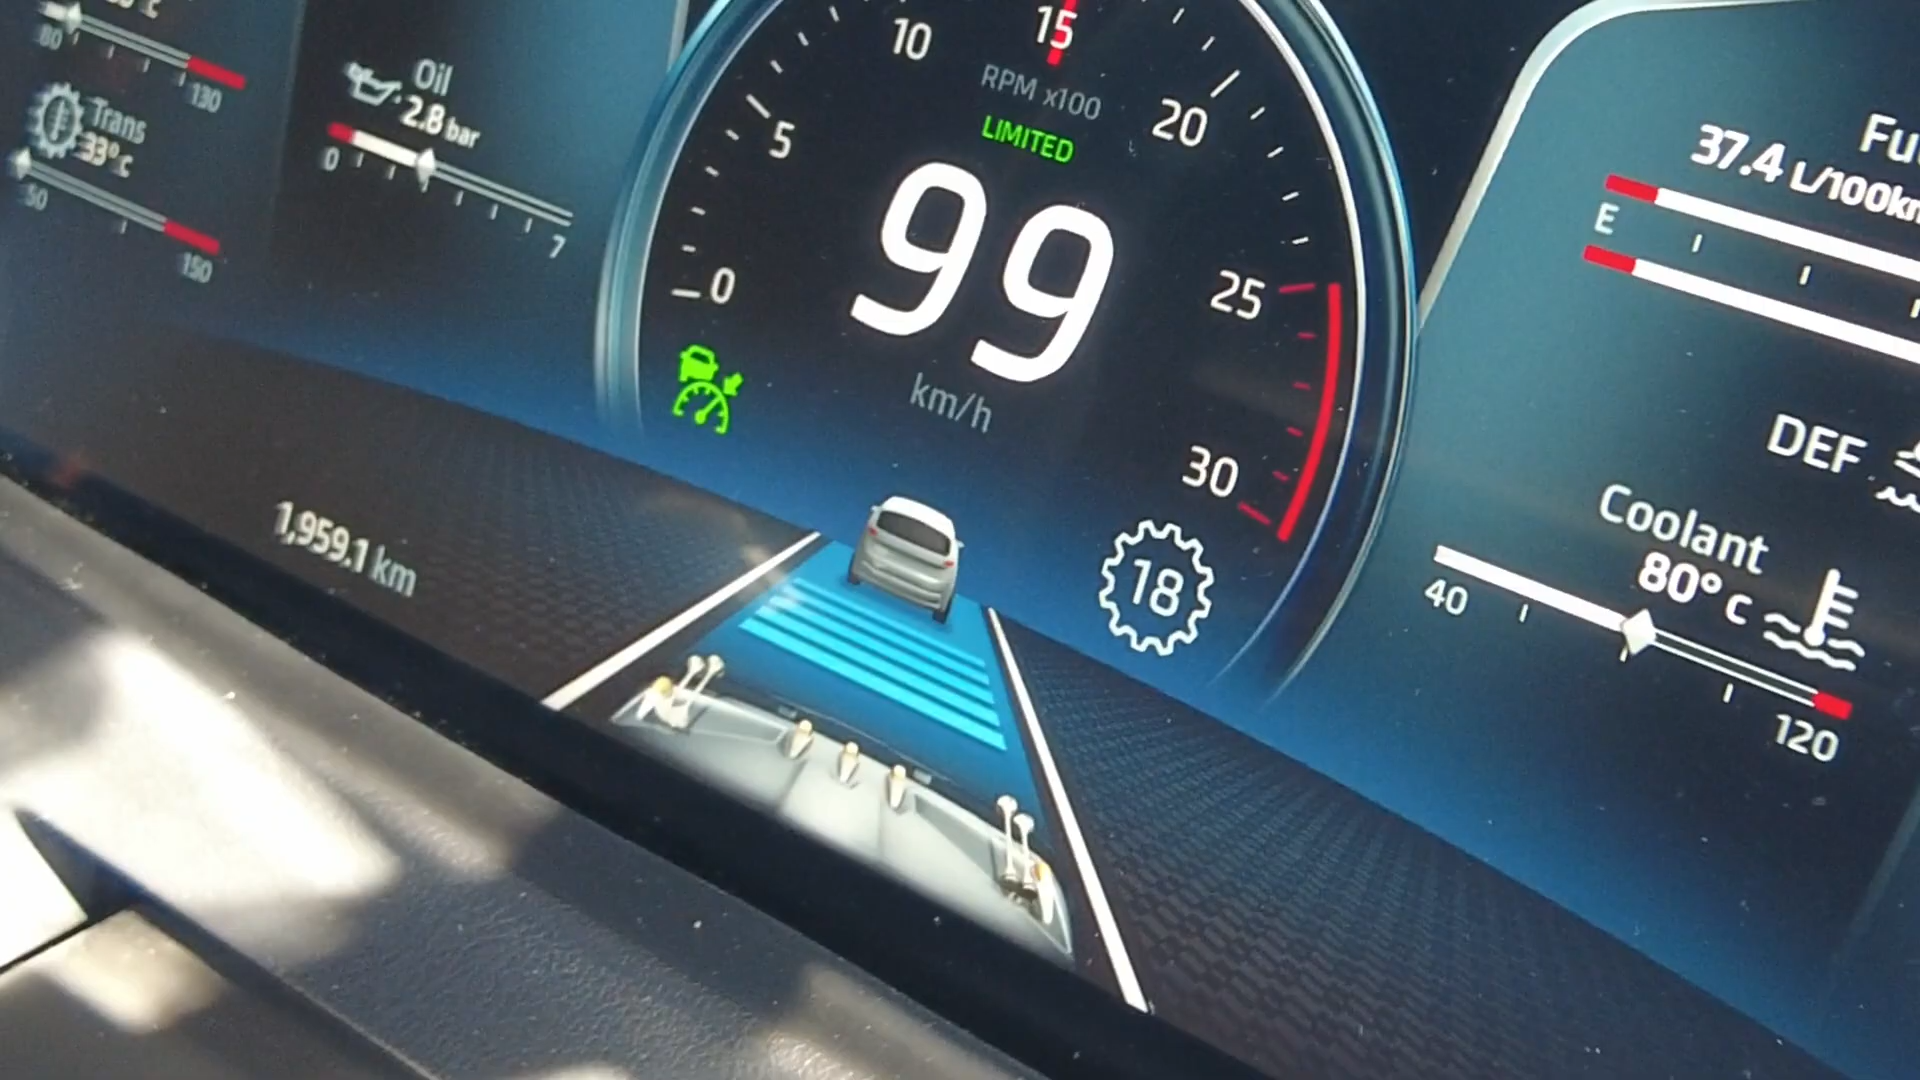 80
130
Trans
33°C
50
150
Oil
2.8 bar
0
7
0
5
10
15
20
25
30
RPM x100
LIMITED
99
km/h
18
1,959.1 km
37.4 L/100km
E
DEF
Coolant
80° C
40
120